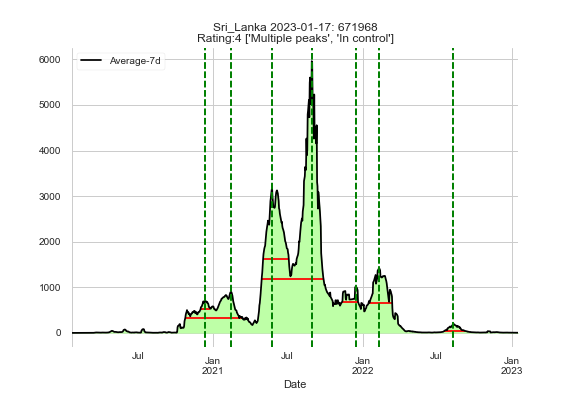 Sri_Lanka 2023-01-17: 671968
Rating:4 ['Multiple peaks', 'In control']
Average-7d
6000
5000
4000
3000
2000
1000
0
Jul Jan Jul Jan Jul Jan
2021 2022 2023
Date